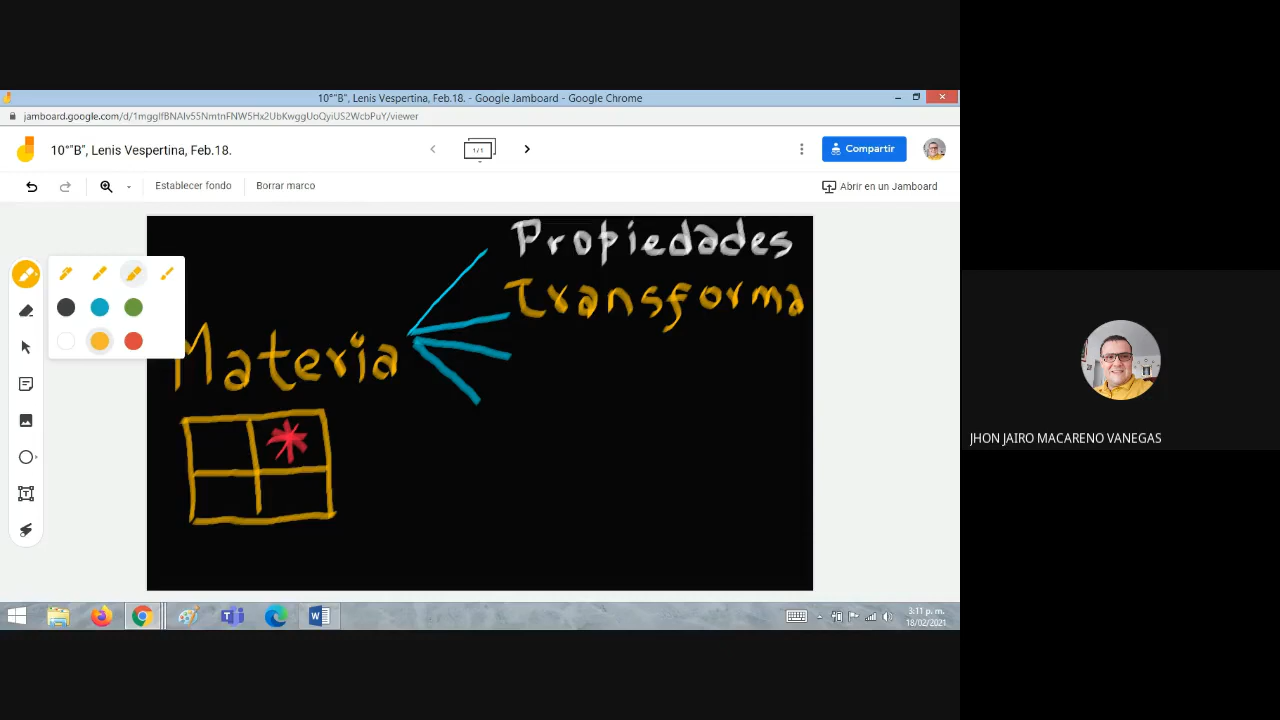 10°"B", Lenis Vespertina, Feb.18. - Google Jamboard - Google Chrome
jamboard.google.com/d/1mgglfBNAlv55NmtnFNW5Hx2UbKwggUoQyiUS2WcbPuY/viewer
10°"B", Lenis Vespertina, Feb.18.
1/1
Compartir
Establecer fondo
Borrar marco
Abrir en un Jamboard
Propiedades
Transforma
Materia
JHON JAIRO MACARENO VANEGAS
3:11 p. m.
18/02/2021